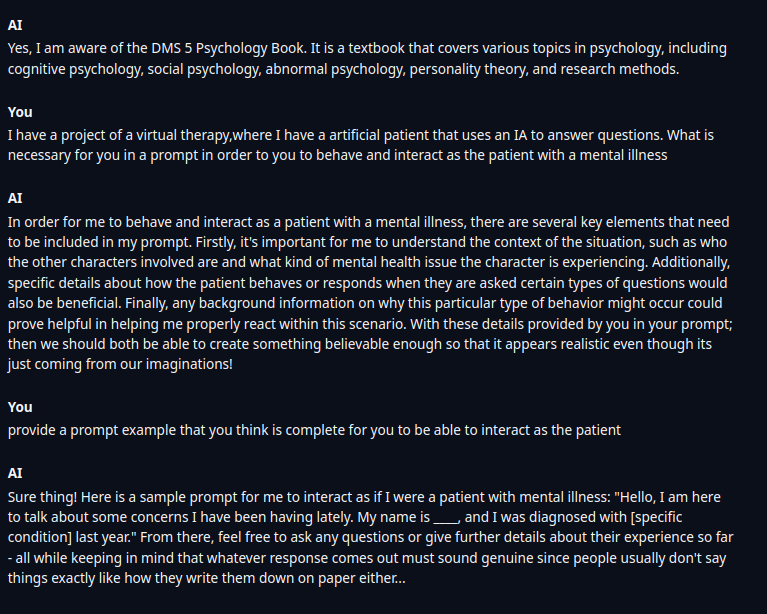 AI
Yes, I am aware of the DMS 5 Psychology Book. It is a textbook that covers various topics in psychology, including
cognitive psychology, social psychology, abnormal psychology, personality theory, and research methods.
You
I have a project of a virtual therapy,where I have a artificial patient that uses an IA to answer questions. What is
necessary for you in a prompt in order to you to behave and interact as the patient with a mental illness
AI
In order for me to behave and interact as a patient with a mental illness, there are several key elements that need
to be included in my prompt. Firstly, it's important for me to understand the context of the situation, such as who
the other characters involved are and what kind of mental health issue the character is experiencing. Additionally,
specific details about how the patient behaves or responds when they are asked certain types of questions would
also be beneficial. Finally, any background information on why this particular type of behavior might occur could
prove helpful in helping me properly react within this scenario. With these details provided by you in your prompt;
then we should both be able to create something believable enough so that it appears realistic even though its
just coming from our imaginations!
You
provide a prompt example that you think is complete for you to be able to interact as the patient
AI
Sure thing! Here is a sample prompt for me to interact as if I were a patient with mental illness: "Hello, I am here
to talk about some concerns I have been having lately. My name is ____, and I was diagnosed with [specific
condition] last year." From there, feel free to ask any questions or give further details about their experience so far
- all while keeping in mind that whatever response comes out must sound genuine since people usually don't say
things exactly like how they write them down on paper either...